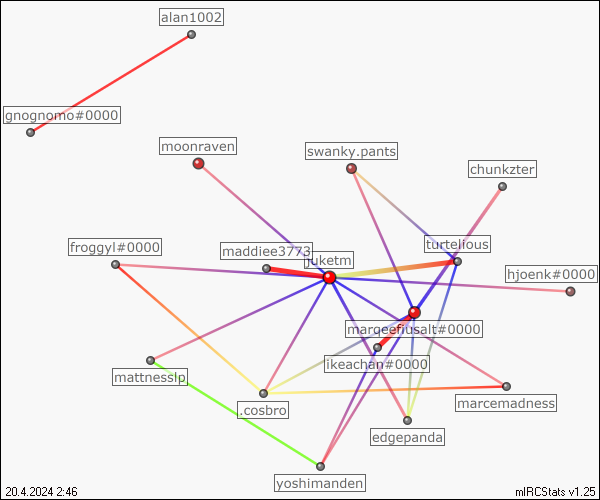 alan1002
gnognomo#0000
moonraven
swanky.pants
chunkzter
froggyl#0000
maddiee3773
juketm
turtelious
hjoenk#0000
marqeefiusalt#0000
ikeachan#0000
mattnesslp
.cosbro
marcemadness
edgepanda
yoshimanden
20.4.2024 2:46
mIRCStats v1.25